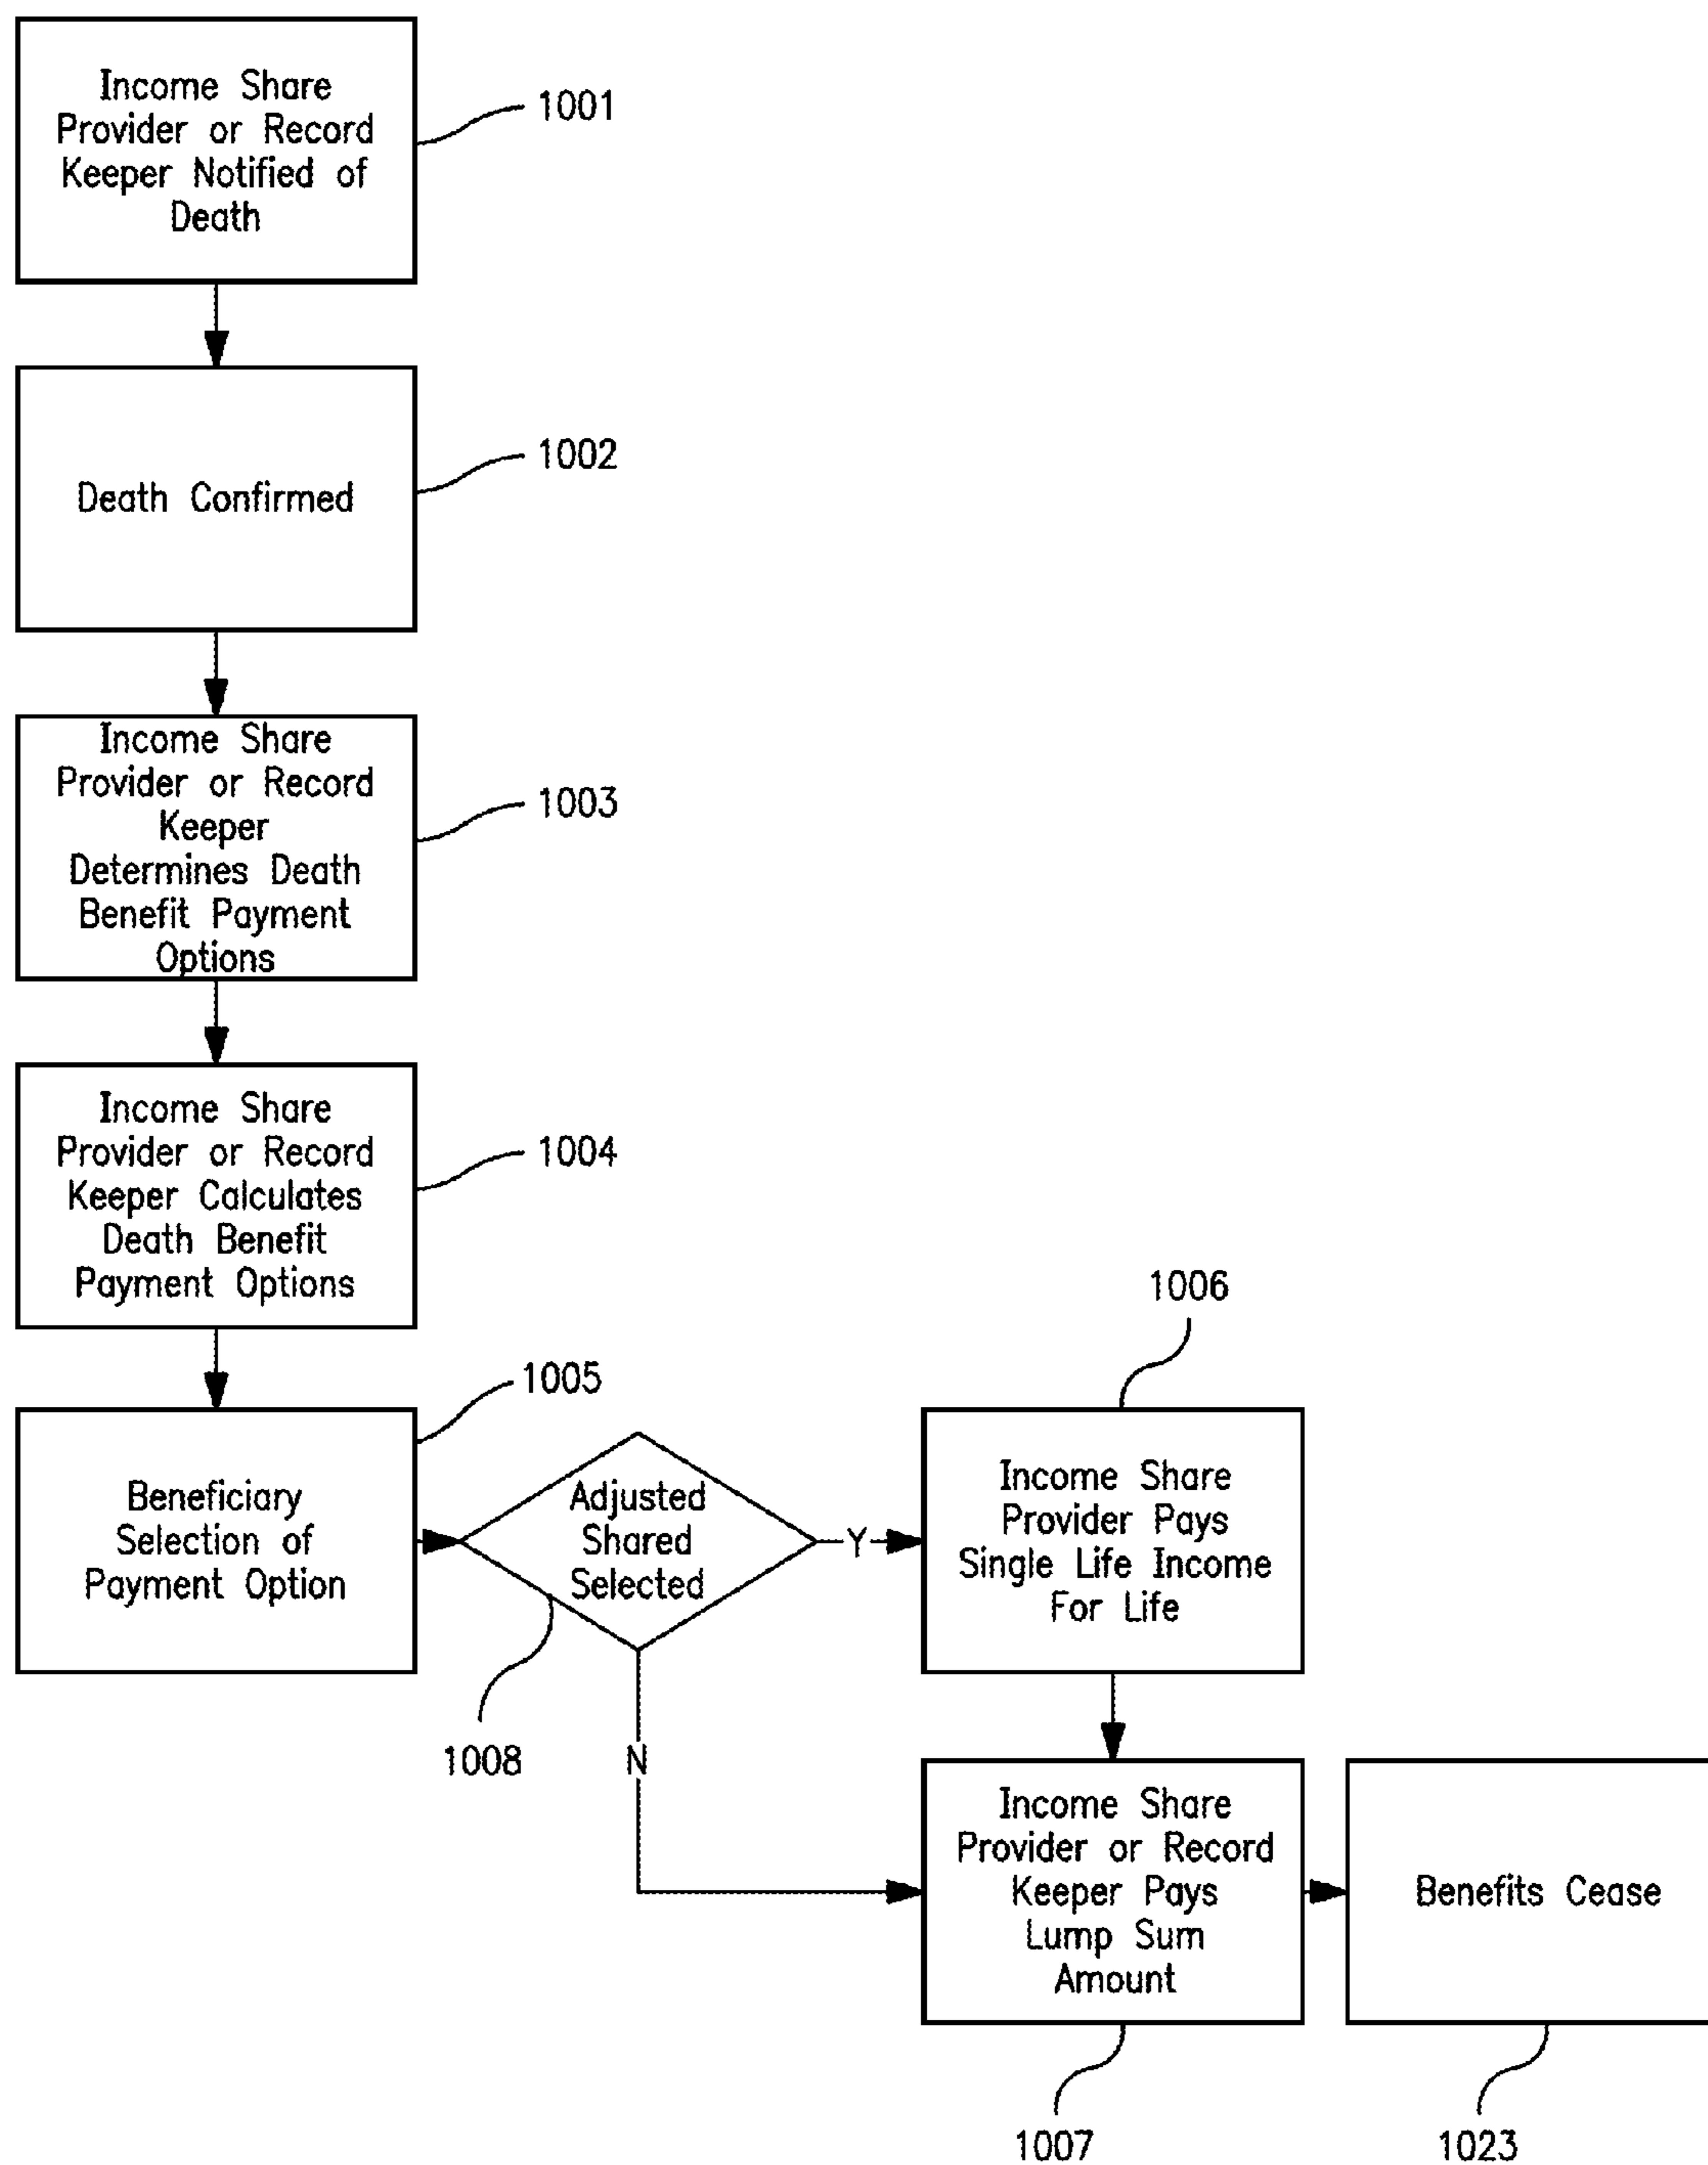 Income Share
Provider or Record
Keeper Notified of
Death
1001
Death Confirmed
1002
Income Share
Provider or Record
Keeper
Determines Death
Benefit Payment
Options
1003
Income Share
Provider or Record
Keeper Calculates
Death Benefit
Payment Options
1004
Beneficiary
Selection of
Payment Option
1005
Adjusted
Shared
Selected
1008
Y
N
1006
Income Share
Provider Pays
Single Life Income
For Life
Income Share
Provider or Record
Keeper Pays
Lump Sum
Amount
1007
Benefits Cease
1023